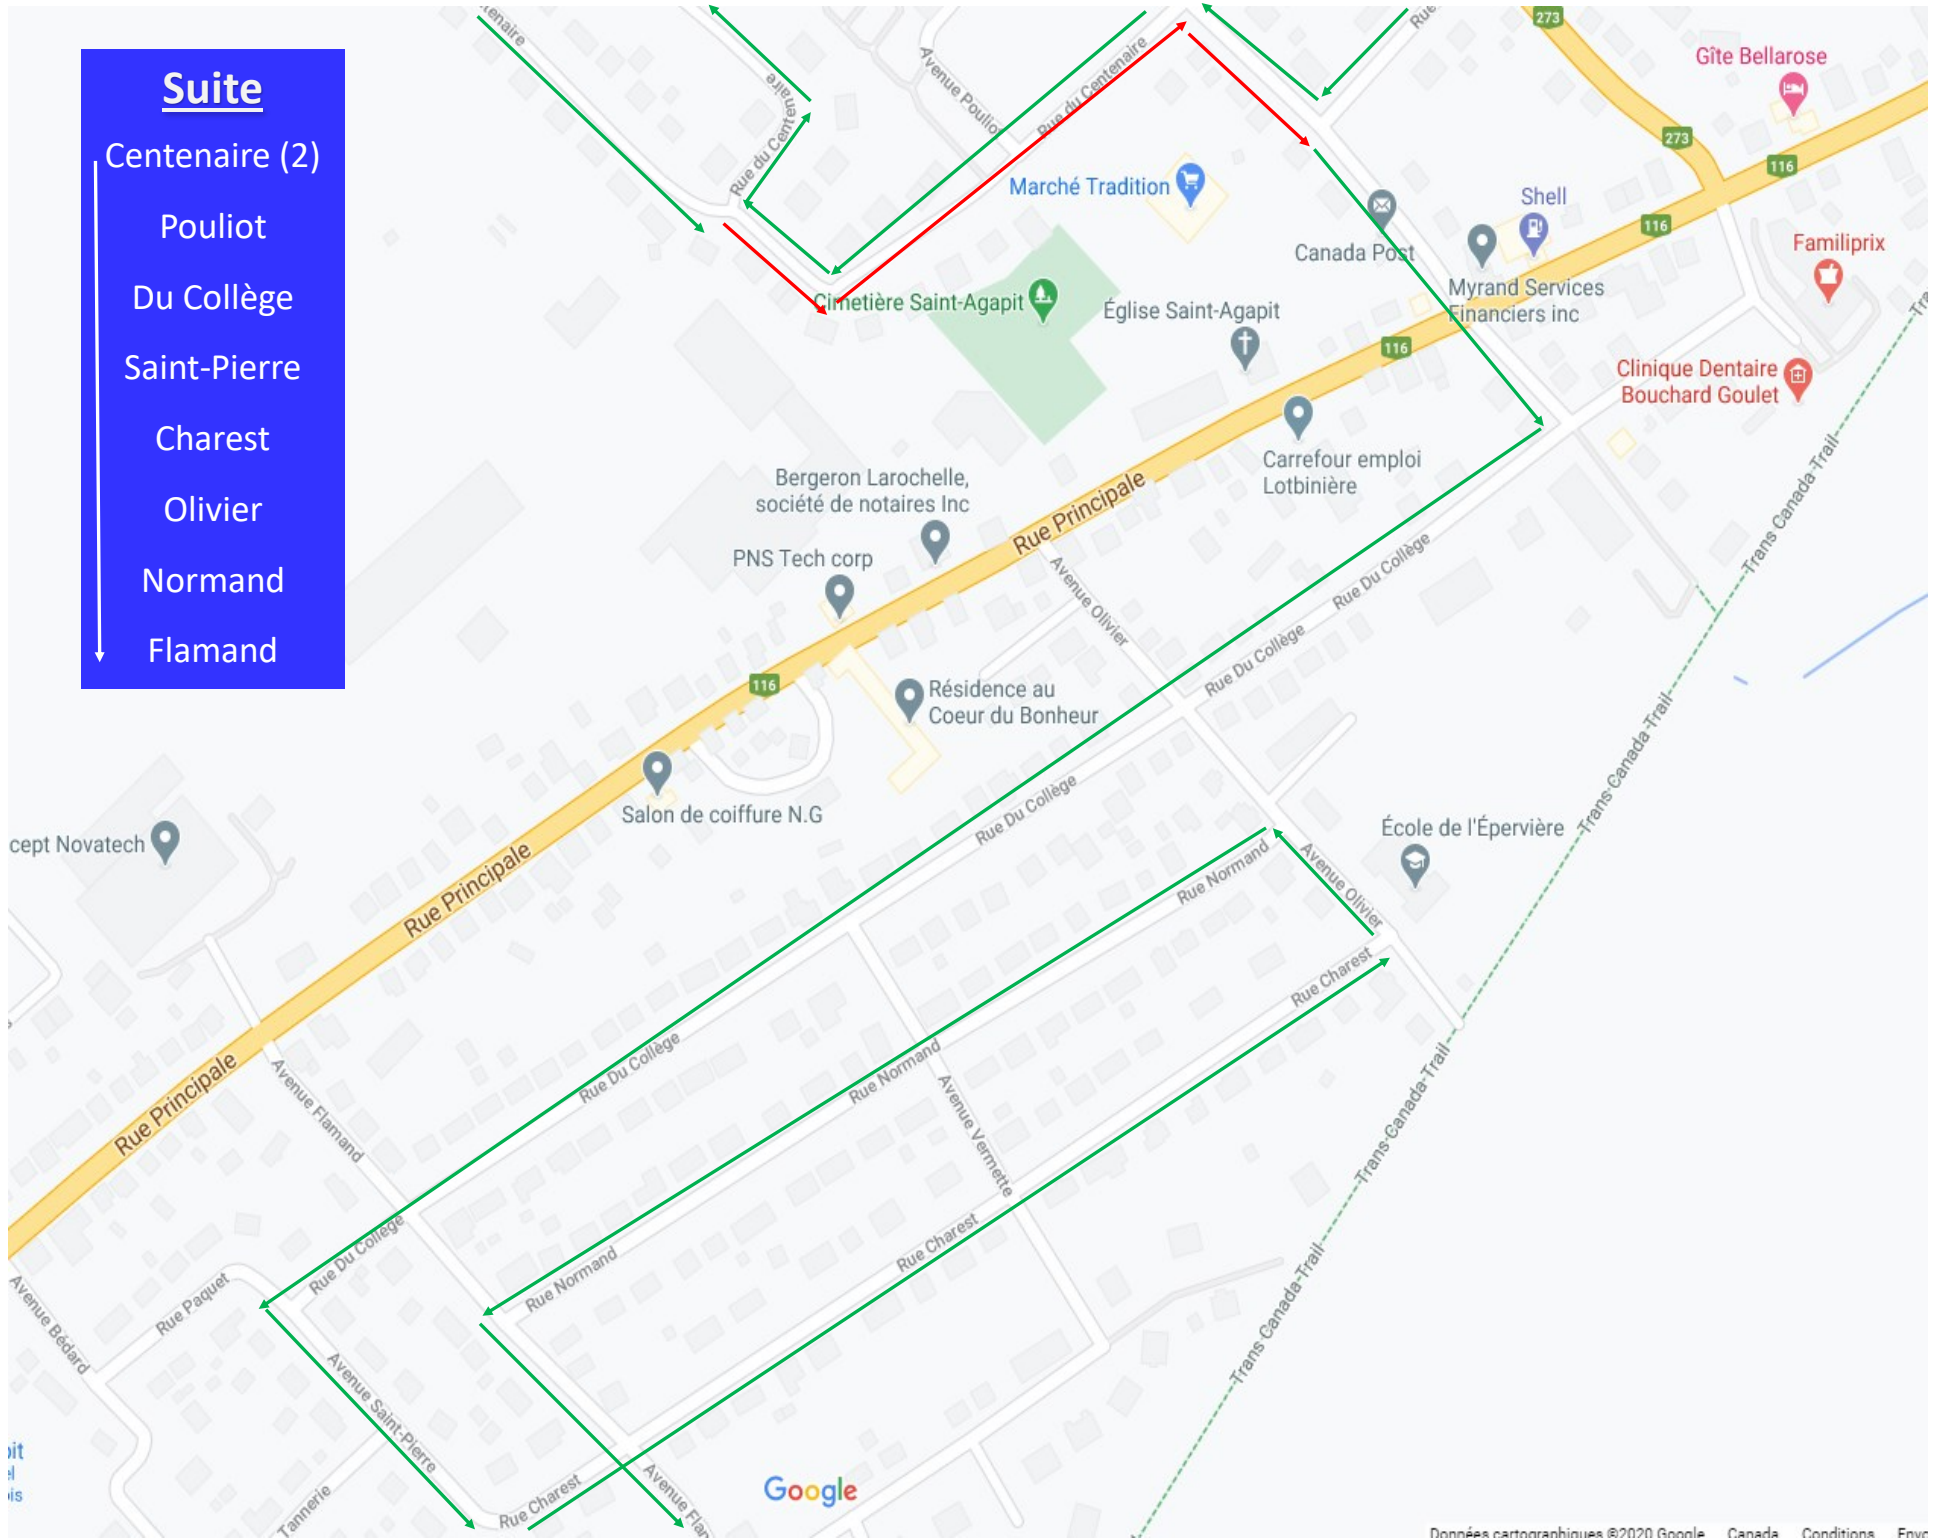 Suite
Centenaire (2)
Pouliot
Du Collège
Saint-Pierre
Charest
Olivier
Normand
Flamand
273
Gîte Bellarose
Avenue Pouliot
Rue du Centenaire
Rue du Centenaire
273
116
Marché Tradition
Shell
116
Canada Post
Familiprix
Cimetière Saint-Agapit
Église Saint-Agapit
Myrand Services
Financiers inc
116
Clinique Dentaire
Bouchard Goulet
Carrefour emploi
Lotbinière
Bergeron Larochelle,
société de notaires Inc
Rue Principale
Trans-Canada-Trail
PNS Tech corp
Avenue Olivier
Rue Du Collège
Rue Du Collège
116
Résidence au
Coeur du Bonheur
Trans-Canada-Trail
Salon de coiffure N.G
Rue Du Collège
cept Novatech
École de l'Épervière
Rue Principale
Rue Normand
Avenue Olivier
Rue Charest
Rue Principale
Avenue Flamand
Rue Du Collège
Rue Normand
Avenue Vermette
Trans-Canada-Trail
Rue Du Collège
Rue Normand
Rue Charest
Trans-Canada-Trail
Avenue Bédard
Rue Paquet
Avenue Saint-Pierre
Tannerie
Rue Charest
Avenue Flan
Google
Données cartographiques ©2020 Google Canada Conditions Envo